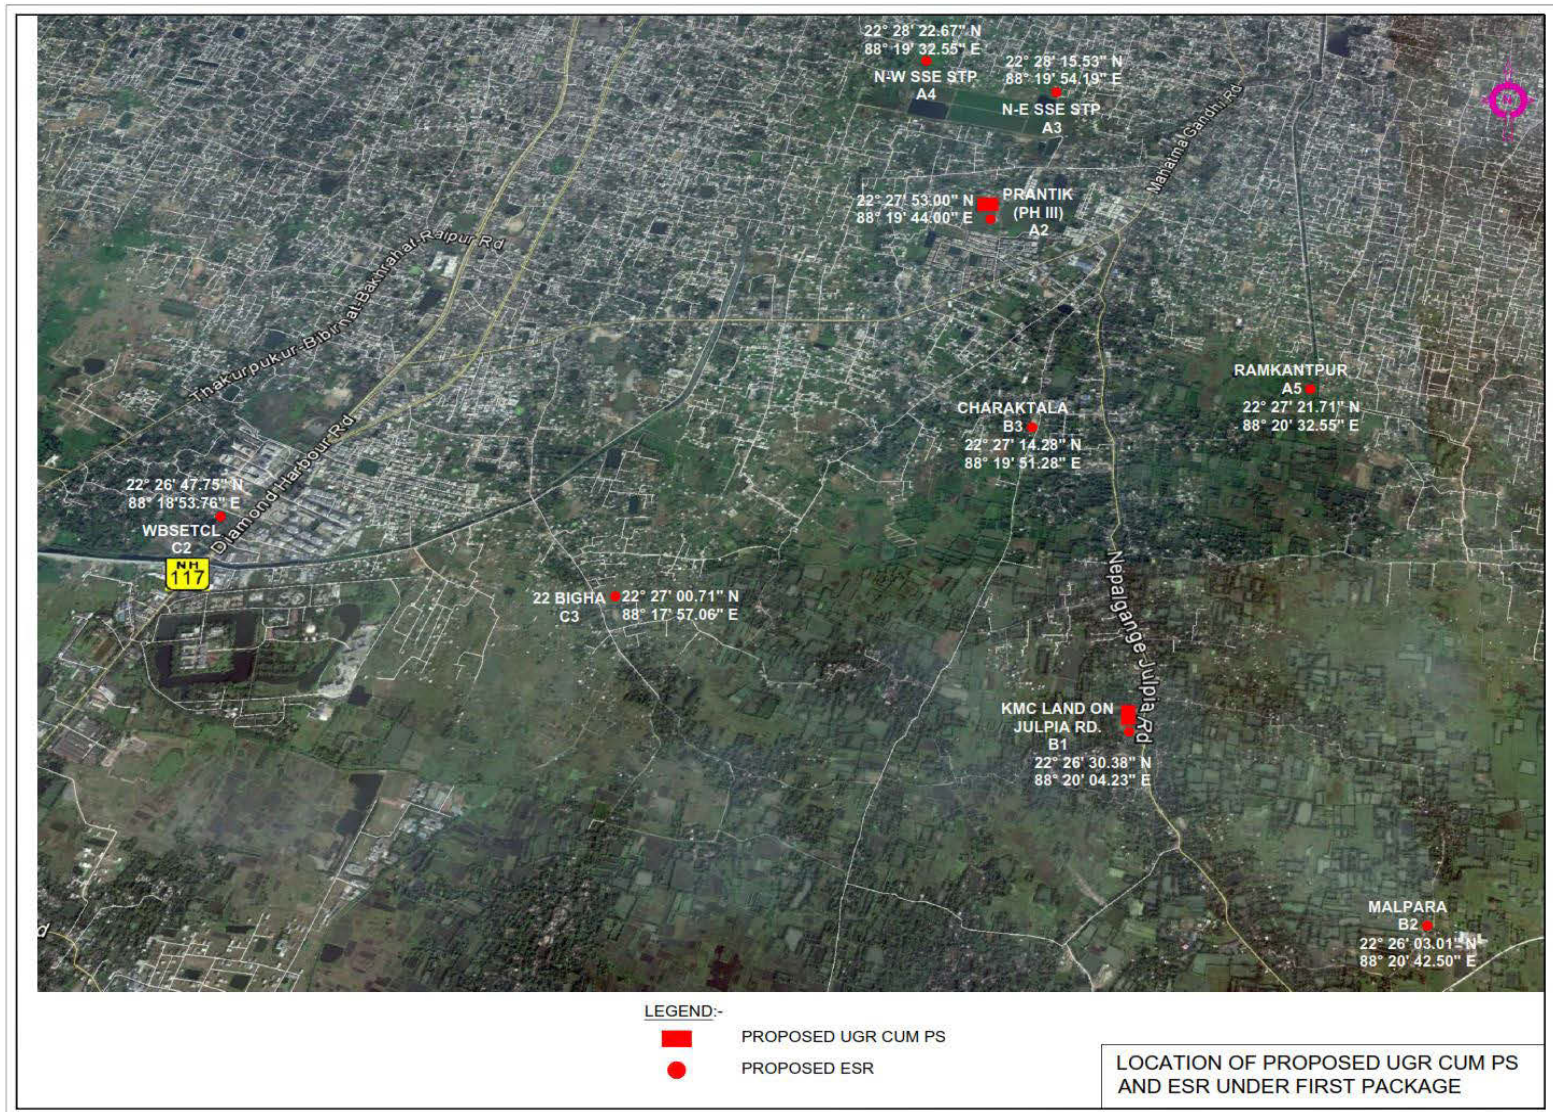 22° 28' 22.67" N
88° 19' 32.55" E
N-W SSE STP
A4
22° 28' 15.53" N
88° 19' 54.19" E
N-E SSE STP
A3
Mahatma Gandhi Rd
22° 27' 53.00" N
88° 19' 44.00" E
PRANTIK
(PH III)
A2
Thakurpukur-Bibirhat-Bakhrahat-Raipur Rd
RAMKANTPUR
A5
22° 27' 21.71" N
88° 20' 32.55" E
CHARAKTALA
B3
22° 27' 14.28" N
88° 19' 51.28" E
Diamond Harbour Rd
22° 26' 47.75" N
88° 18'53.76" E
WBSETCL
C2
NH
117
22 BIGHA
C3
22° 27' 00.71" N
88° 17' 57.06" E
Nepalgange Julpia Rd
KMC LAND ON
JULPIA RD.
B1
22° 26' 30.38" N
88° 20' 04.23" E
MALPARA
B2
22° 26' 03.01" N
88° 20' 42.50" E
d
LEGEND:-
PROPOSED UGR CUM PS
PROPOSED ESR
LOCATION OF PROPOSED UGR CUM PS
AND ESR UNDER FIRST PACKAGE